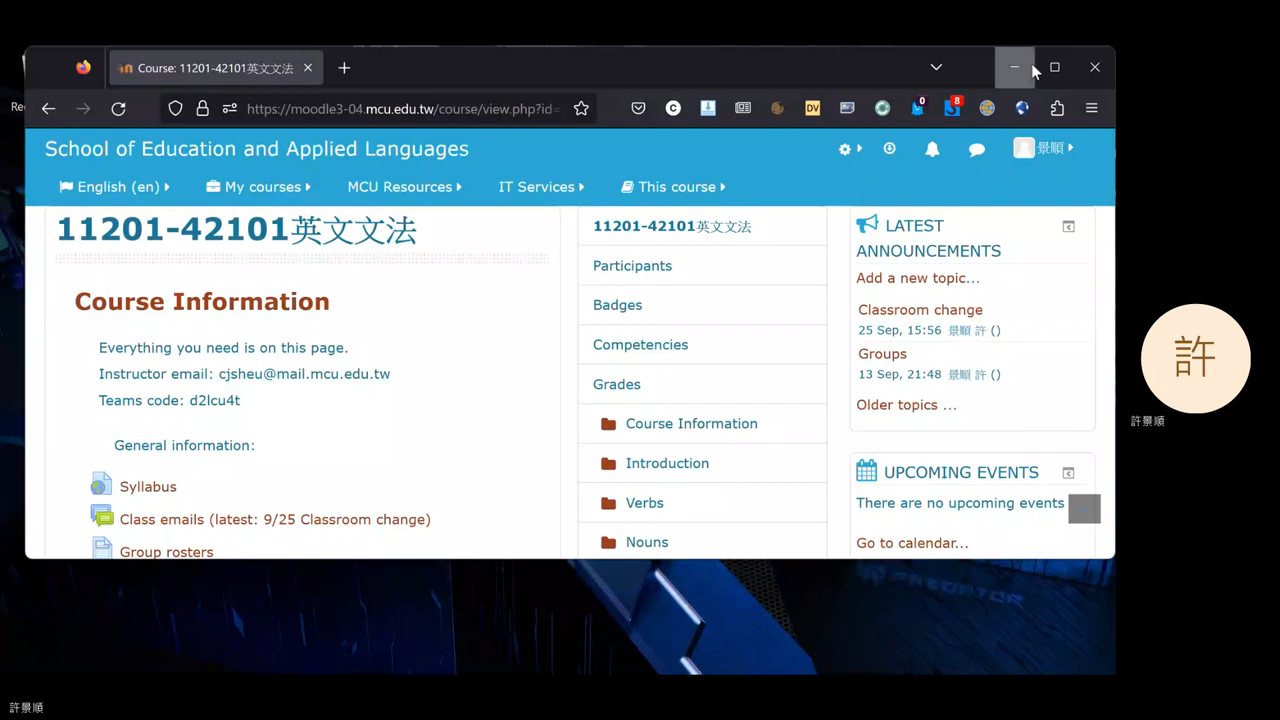 Re
Course: 11201-42101英文文法
https://moodle3-04.mcu.edu.tw/course/view.php?id=
C
DV
0
8
School of Education and Applied Languages
景順
English (en)
My courses
MCU Resources
IT Services
This course
11201-42101英文文法
Course Information
Everything you need is on this page.
Instructor email: cjsheu@mail.mcu.edu.tw
Teams code: d2lcu4t
General information:
Syllabus
Class emails (latest: 9/25 Classroom change)
Group rosters
11201-42101英文文法
Participants
Badges
Competencies
Grades
Course Information
Introduction
Verbs
Nouns
LATEST
ANNOUNCEMENTS
Add a new topic...
Classroom change
25 Sep, 15:56 景順 許 ()
Groups
13 Sep, 21:48 景順 許 ()
Older topics ...
UPCOMING EVENTS
There are no upcoming events
Go to calendar...
PREDATOR
許
許景順
許景順